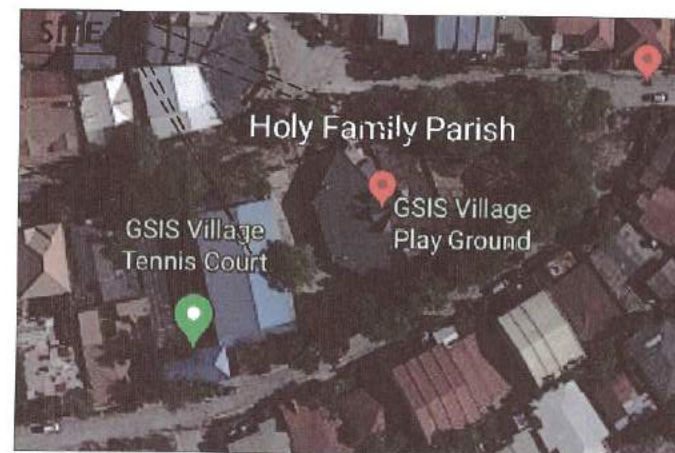 SITE
Holy Family Parish
GSIS Village
Play Ground
GSIS Village
Tennis Court